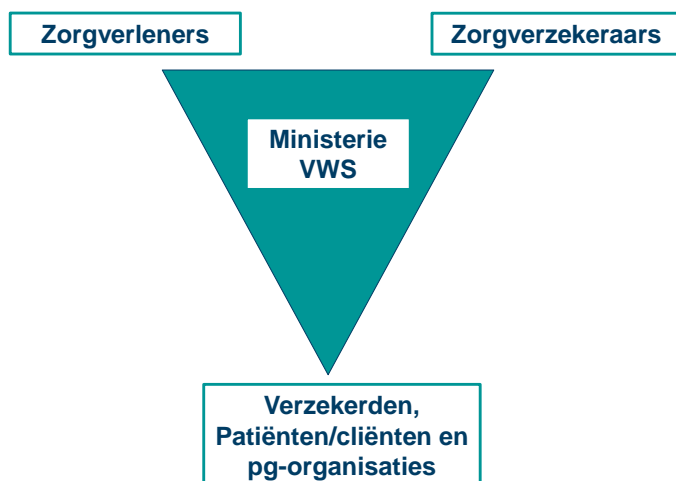 Zorgverleners
Zorgverzekeraars
Ministerie
VWS
Verzekerden,
Patiënten/cliënten en
pg-organisaties